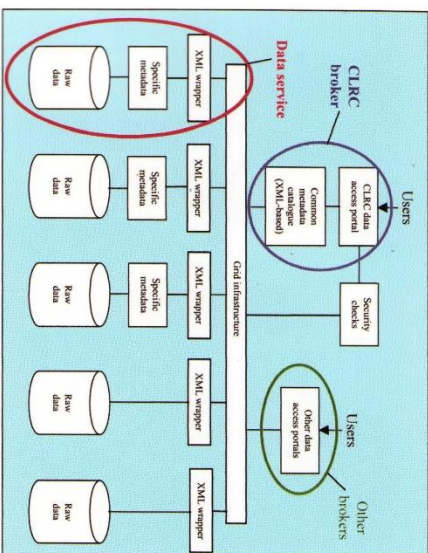 Users
CLRC data
access portal
Security
checks
CLRC
broker
Common
metadata
catalogue
(XML-based)
Users
Other data
access portals
Other
brokers
Data service
Grid infrastructure
XML wrapper
XML wrapper
XML wrapper
XML wrapper
XML wrapper
Specific
metadata
Specific
metadata
Specific
metadata
Raw
data
Raw
data
Raw
data
Raw
data
Raw
data